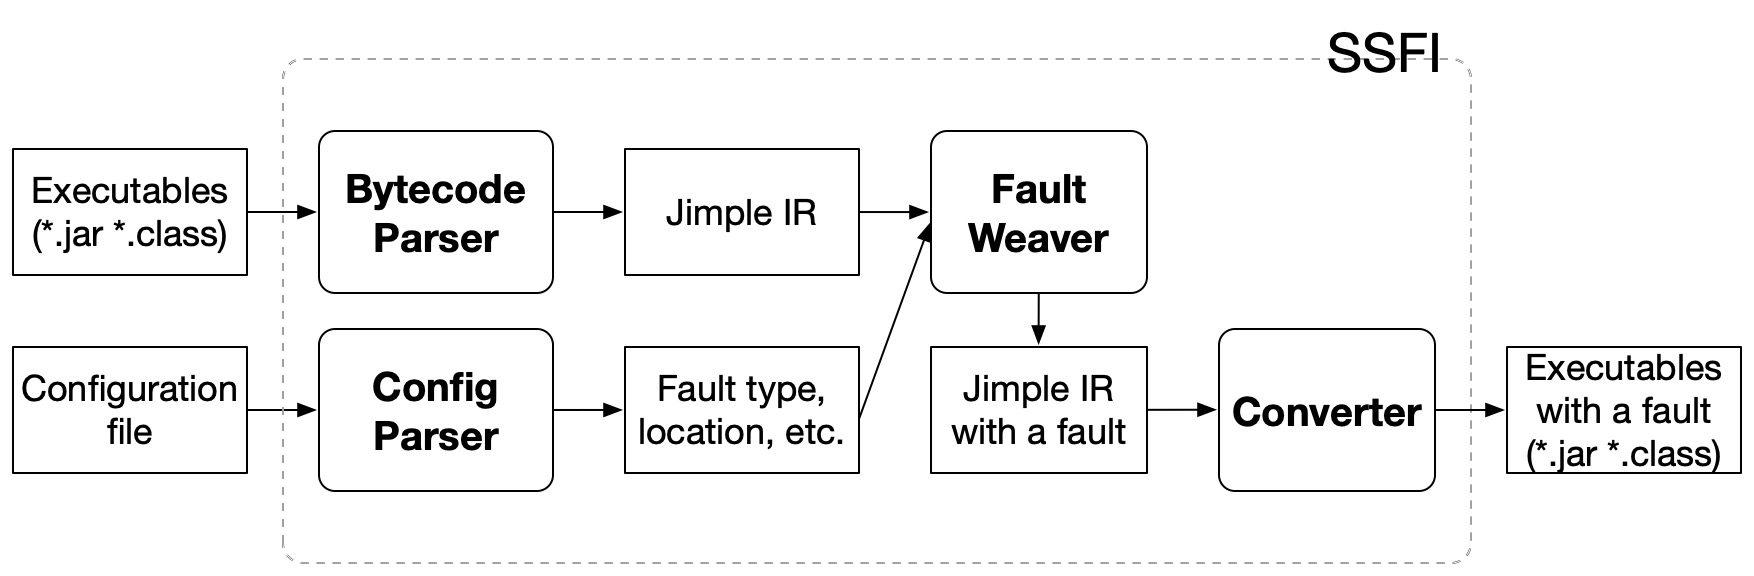 SSFI
Executables
(*.jar *.class)
Bytecode
Parser
Jimple IR
Fault
Weaver
Configuration
file
Config
Parser
Fault type,
location, etc.
Jimple IR
with a fault
Converter
Executables
with a fault
(*.jar *.class)